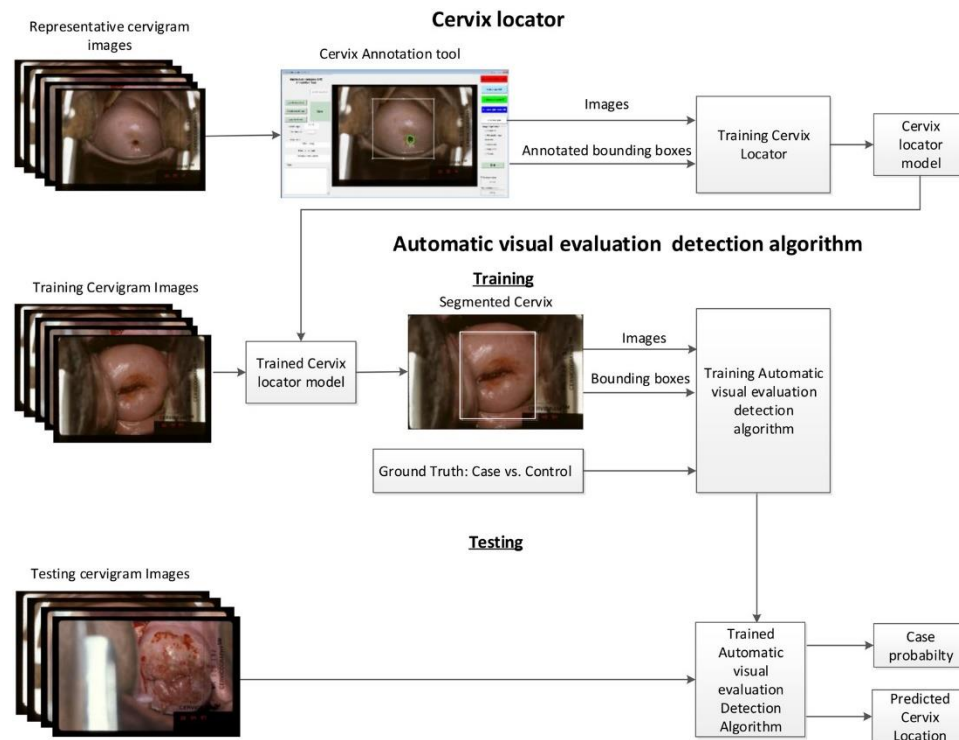 Cervix locator
Representative cervigram
images
Cervix Annotation tool
Images
Annotated bounding boxes
Training Cervix
Locator
Cervix
locator
model
Automatic visual evaluation  detection algorithm
Training
Training Cervigram Images
Segmented Cervix
Trained Cervix
locator model
Images
Bounding boxes
Training Automatic
visual evaluation
detection
algorithm
Ground Truth: Case vs. Control
Testing
Testing cervigram Images
Trained
Automatic
visual
evaluation
Detection
Algorithm
Case
probabilty
Predicted
Cervix
Location